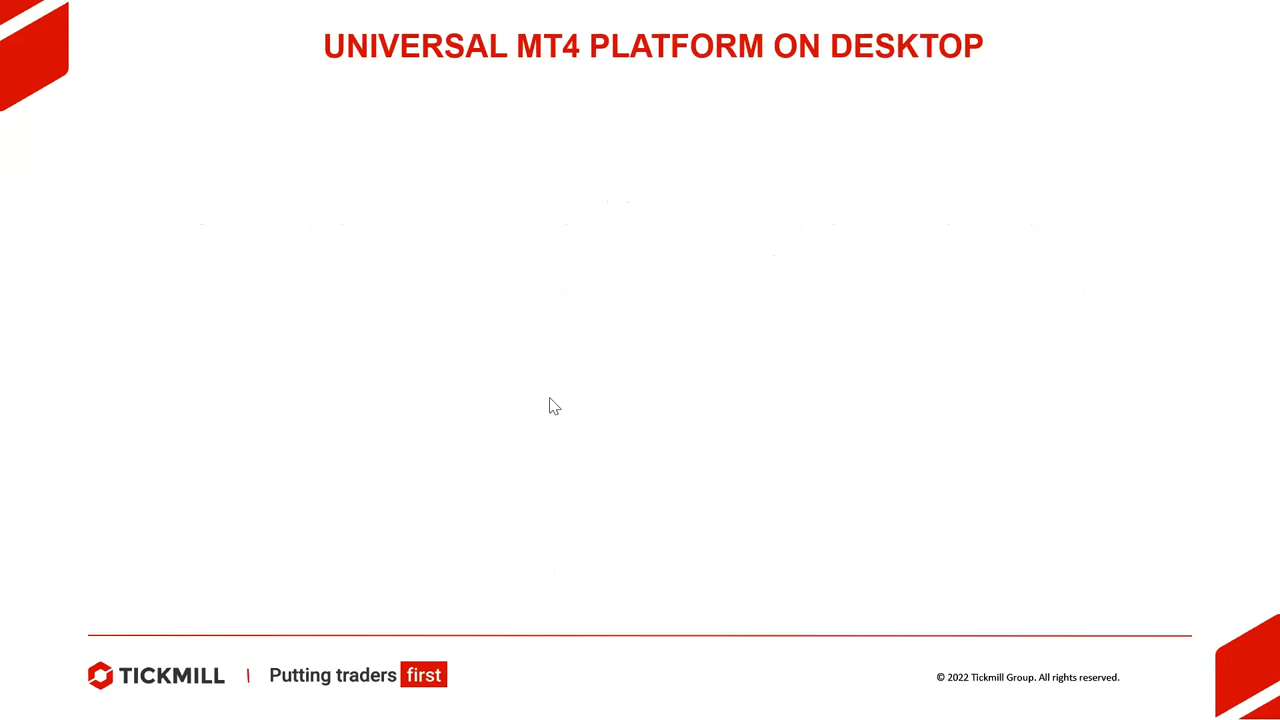 UNIVERSAL MT4 PLATFORM ON DESKTOP
TICKMILL | Putting traders first
© 2022 Tickmill Group. All rights reserved.